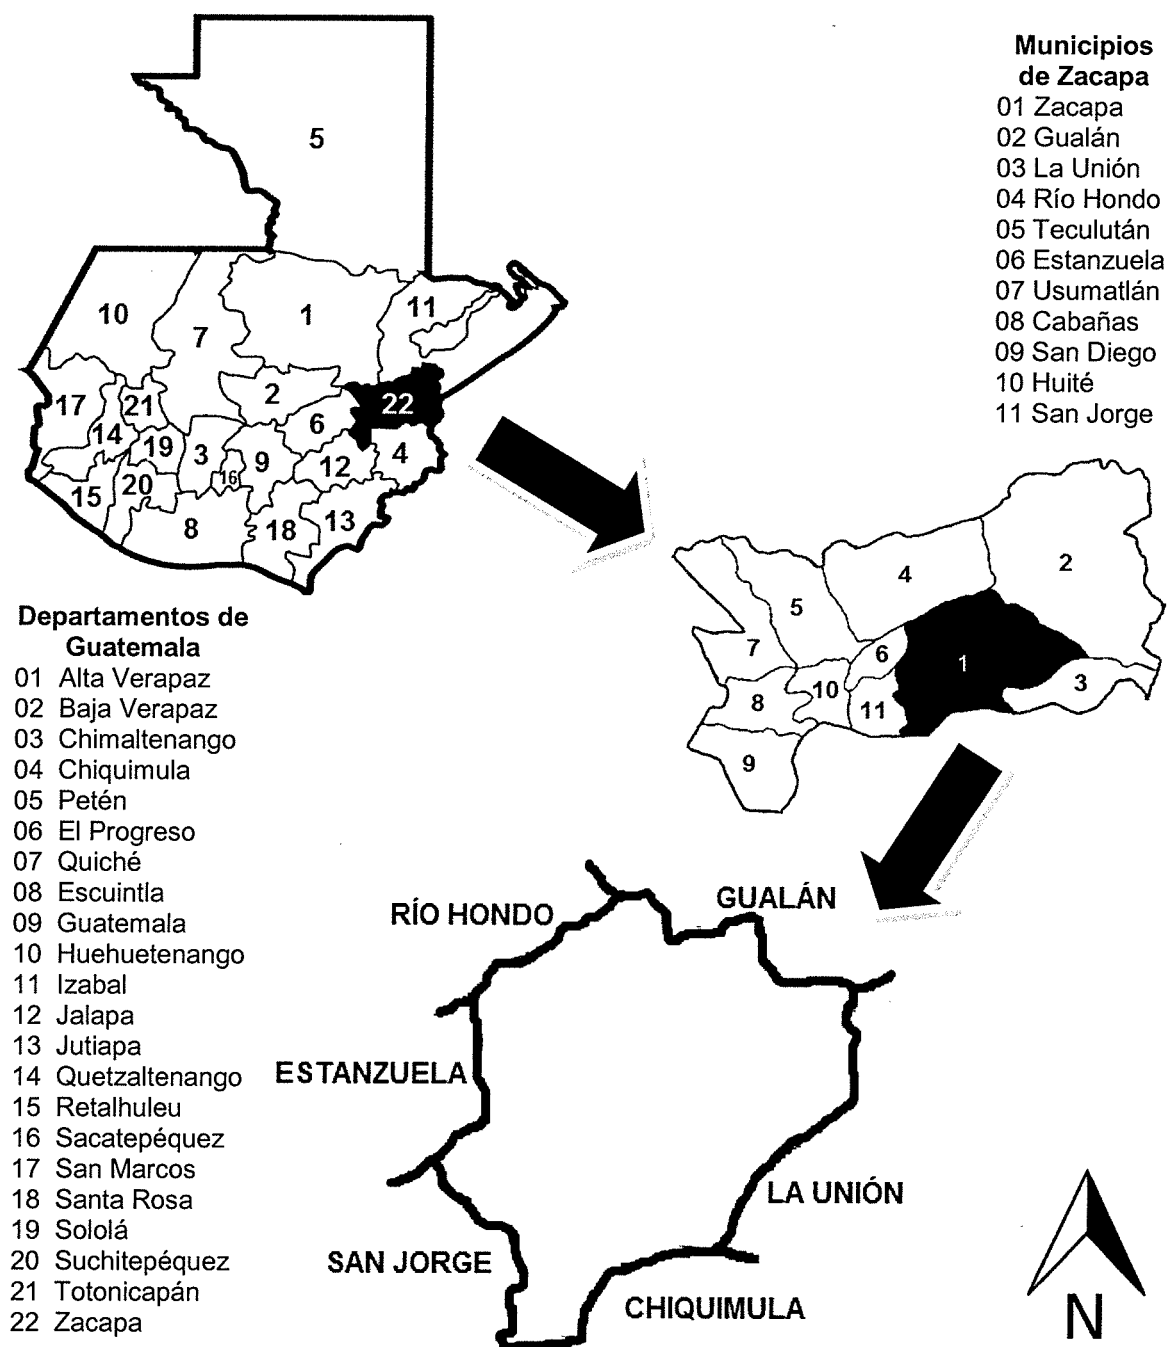 Municipios
de Zacapa
01 Zacapa
02 Gualán
03 La Unión
04 Río Hondo
05 Teculután
06 Estanzuela
07 Usumatlán
08 Cabañas
09 San Diego
10 Huité
11 San Jorge
5
11
10
1
7
2
22
17
21
6
14
19
3
9
12
4
16
15
20
8
18
13
2
4
5
6
7
1
10
3
8
11
9
Departamentos de
Guatemala
01 Alta Verapaz
02 Baja Verapaz
03 Chimaltenango
04 Chiquimula
05 Petén
06 El Progreso
07 Quiché
08 Escuintla
09 Guatemala
10 Huehuetenango
11 Izabal
12 Jalapa
13 Jutiapa
14 Quetzaltenango
15 Retalhuleu
16 Sacatepéquez
17 San Marcos
18 Santa Rosa
19 Sololá
20 Suchitepéquez
21 Totonicapán
22 Zacapa
GUALÁN
RÍO HONDO
ESTANZUELA
LA UNIÓN
SAN JORGE
CHIQUIMULA
N